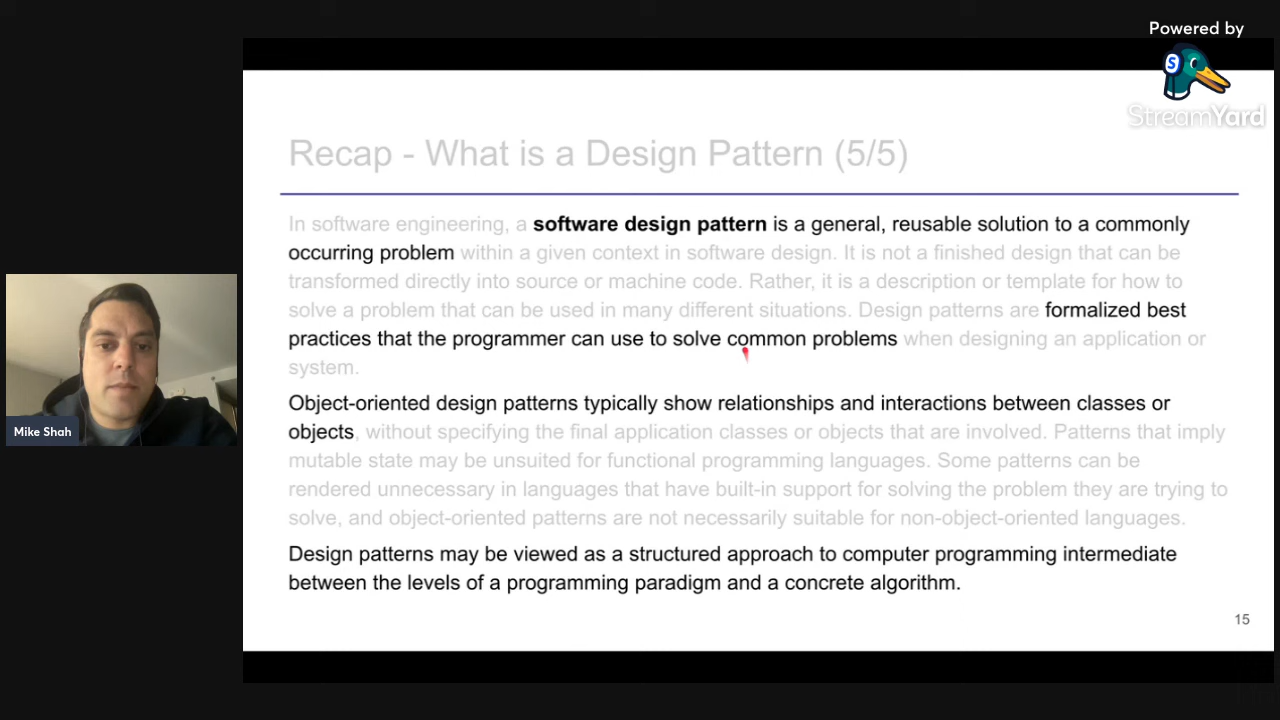 Powered by
S
StreamYard
Recap - What is a Design Pattern (5/5)
In software engineering, a software design pattern is a general, reusable solution to a commonly
occurring problem within a given context in software design. It is not a finished design that can be
transformed directly into source or machine code. Rather, it is a description or template for how to
solve a problem that can be used in many different situations. Design patterns are formalized best
practices that the programmer can use to solve common problems when designing an application or
system.
Object-oriented design patterns typically show relationships and interactions between classes or
objects, without specifying the final application classes or objects that are involved. Patterns that imply
mutable state may be unsuited for functional programming languages. Some patterns can be
rendered unnecessary in languages that have built-in support for solving the problem they are trying to
solve, and object-oriented patterns are not necessarily suitable for non-object-oriented languages.
Design patterns may be viewed as a structured approach to computer programming intermediate
between the levels of a programming paradigm and a concrete algorithm.
15
Mike Shah